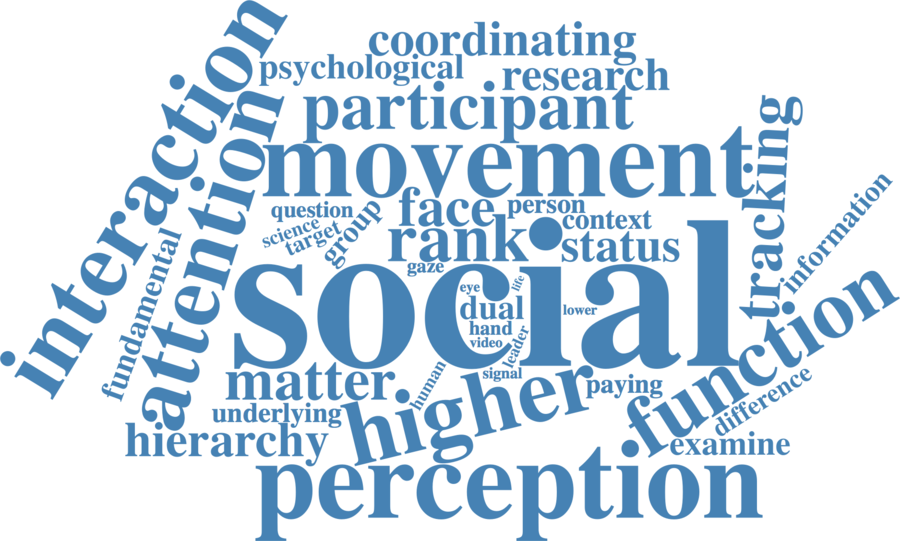 coordinating
psychological
research
interaction
participant
movement
tracking
attention
question
group
face
person
science
target
rank
context
status
information
gaze
social
eye
life
dual
hand
video
leader
lower
fundamental
signal
function
matter
human
higher
paying
difference
underlying
hierarchy
examine
perception